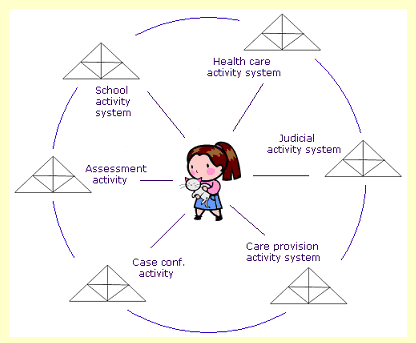 Health care
activity system
School
activity
system
Judicial
activity system
Assessment
activity
Care provision
activity system
Case conf.
activity